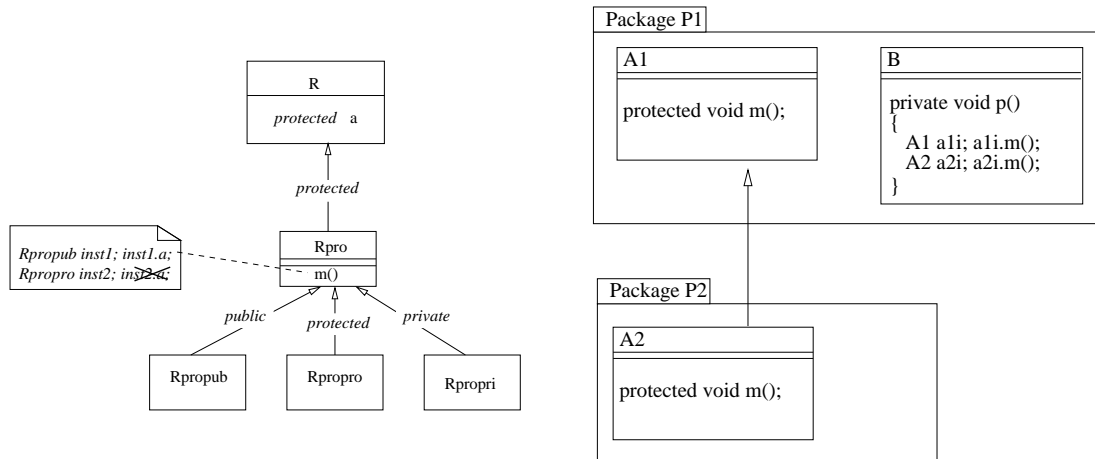 R
protected a
protected
Rpro
m()
Rpropub inst1; inst1.a;
Rpropro inst2; inst2.a;
public
protected
private
Rpropub
Rpropro
Rpropri
Package P1
A1
protected void m();
B
private void p()
{
A1 a1i; a1i.m();
A2 a2i; a2i.m();
}
Package P2
A2
protected void m();